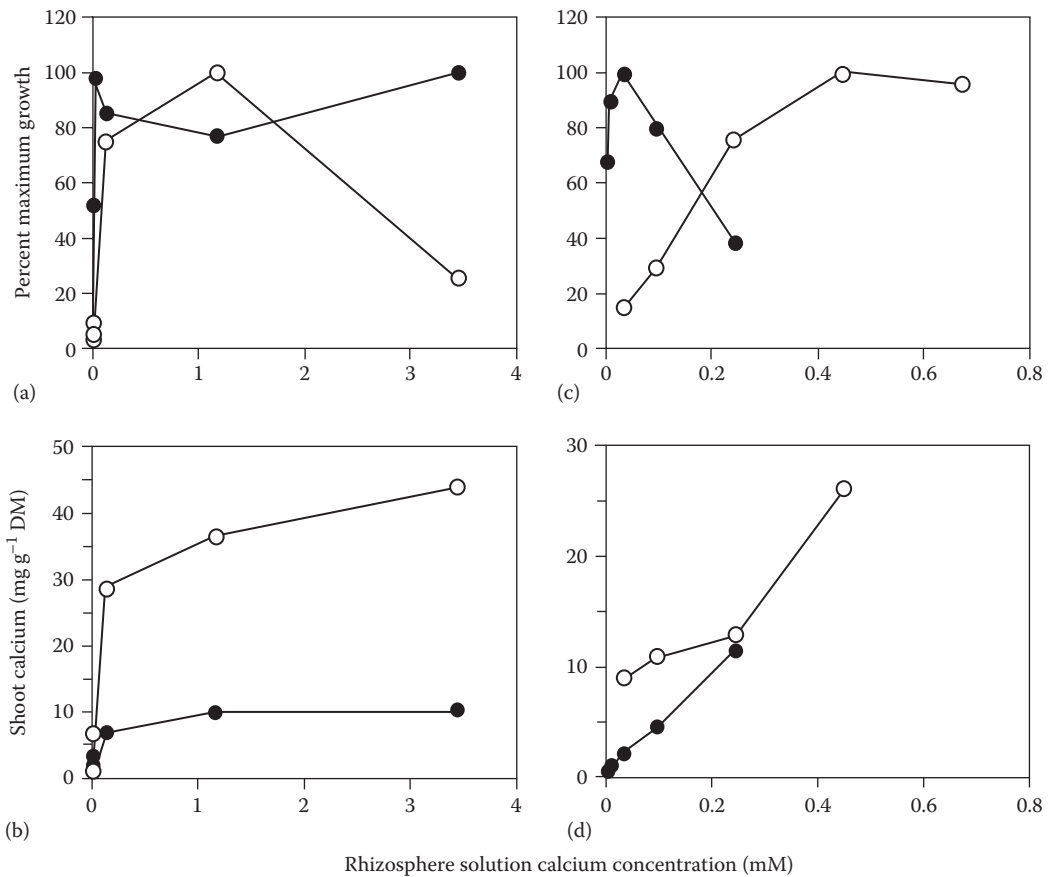 120
100
80
60
40
20
0
Percent maximum growth
0 1 2 3 4
(a)
120
100
80
60
40
20
0
0 0.2 0.4 0.6 0.8
(c)
50
40
30
20
10
0
Shoot calcium (mg g⁻¹ DM)
0 1 2 3 4
(b)
30
20
10
0
0 0.2 0.4 0.6 0.8
(d)
Rhizosphere solution calcium concentration (mM)